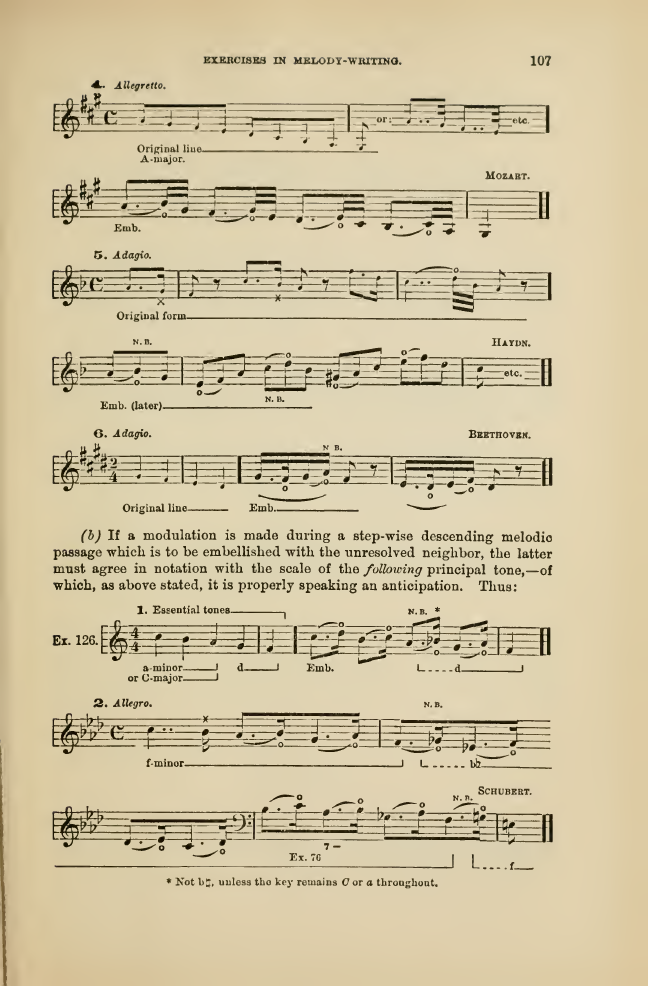 EXERCISES IN MELODY-WRITING. 107
4. Allegretto.
or: etc.
Original line
A-major.
MOZART.
Emb.
5. Adagio.
Original form
N. B. HAYDN.
etc.
Emb. (later) N. B.
6. Adagio. BEETHOVEN.
N B.
Original line Emb.
(b) If a modulation is made during a step-wise descending melodic
passage which is to be embellished with the unresolved neighbor, the latter
must agree in notation with the scale of the following principal tone,—of
which, as above stated, it is properly speaking an anticipation. Thus:
1. Essential tones N. B. *
Ex. 126.
a-minor d Emb. d
or C-major
2. Allegro. N. B.
f-minor b♭
SCHUBERT.
N. B.
7 –
Ex. 76
f
* Not b♮, unless the key remains C or a throughout.